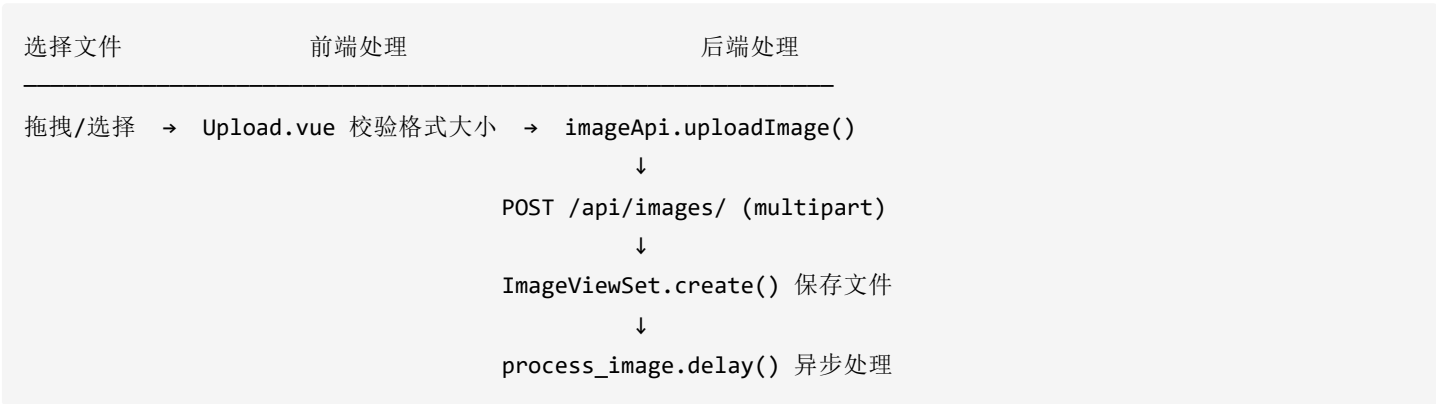 选择文件 前端处理 后端处理
拖拽/选择 → Upload.vue 校验格式大小 → imageApi.uploadImage()
↓
POST /api/images/ (multipart)
↓
ImageViewSet.create() 保存文件
↓
process_image.delay() 异步处理